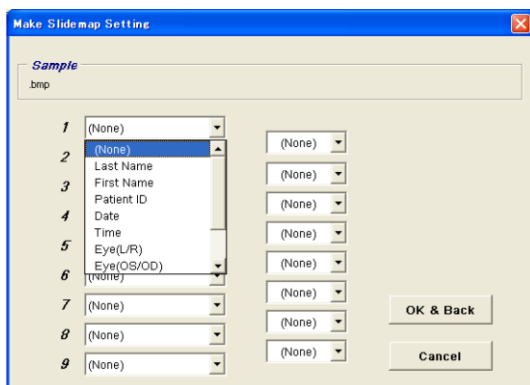 Make Slidemap Setting
Sample
.bmp
1 (None)
(None)
Last Name
First Name
Patient ID
Date
Time
Eye(L/R)
Eye(OS/OD)
2
3
4
5
6 (None)
7 (None)
8 (None)
9 (None)
(None)
(None)
(None)
(None)
(None)
(None)
(None)
(None)
OK & Back
Cancel